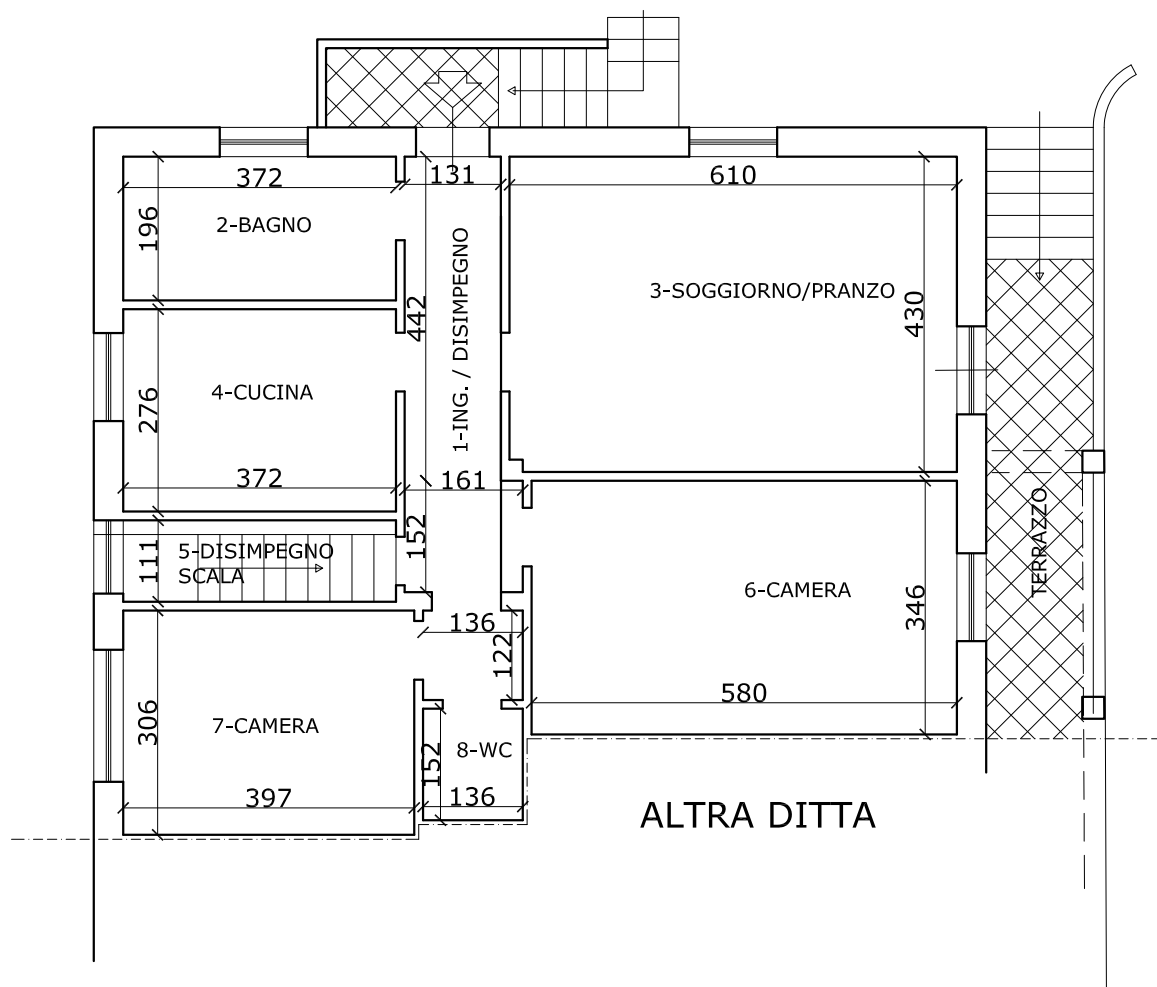 372
131
610
196
2-BAGNO
442
1-ING. / DISIMPEGNO
3-SOGGIORNO/PRANZO
430
276
4-CUCINA
372
161
152
111
5-DISIMPEGNO
SCALA
6-CAMERA
346
TERRAZZO
136
122
580
306
7-CAMERA
152
8-WC
397
136
ALTRA DITTA